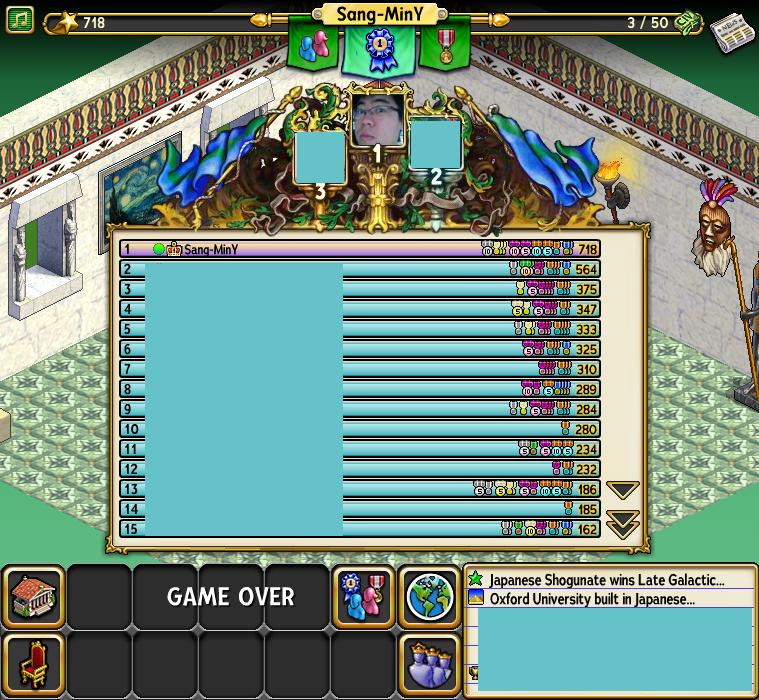 Sang-MinY
718
3 / 50
NEWS
1
2
3
1 Sang-MinY 718
2 564
3 375
4 347
5 333
6 325
7 310
8 289
9 284
10 280
11 234
12 232
13 186
14 185
15 162
GAME OVER
Japanese Shogunate wins Late Galactic...
Oxford University built in Japanese...